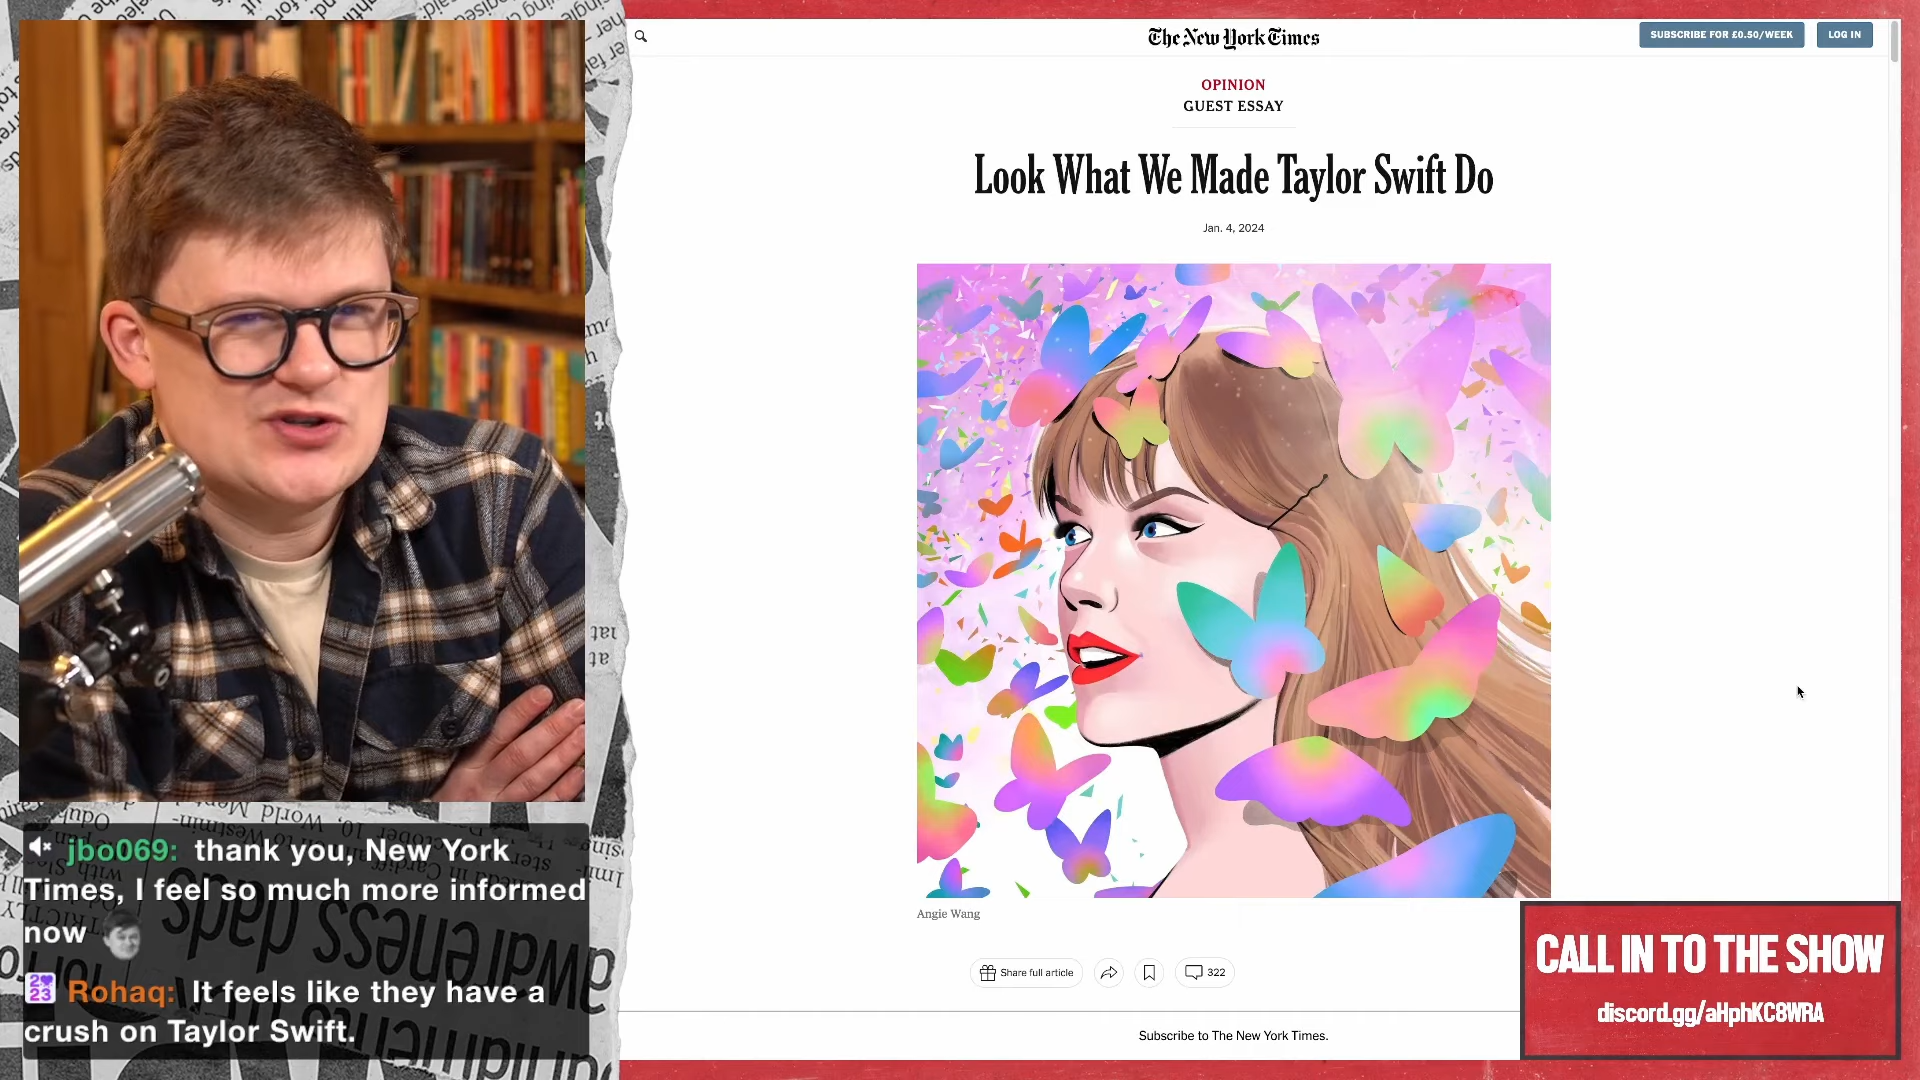 The New York Times
SUBSCRIBE FOR £0.50/WEEK
LOG IN
OPINION
GUEST ESSAY
Look What We Made Taylor Swift Do
Jan. 4, 2024
Angie Wang
Share full article
322
Subscribe to The New York Times.
jbo069: thank you, New York
Times, I feel so much more informed
now
2023
Rohaq: It feels like they have a
crush on Taylor Swift.
CALL IN TO THE SHOW
discord.gg/aHphKC8WRA